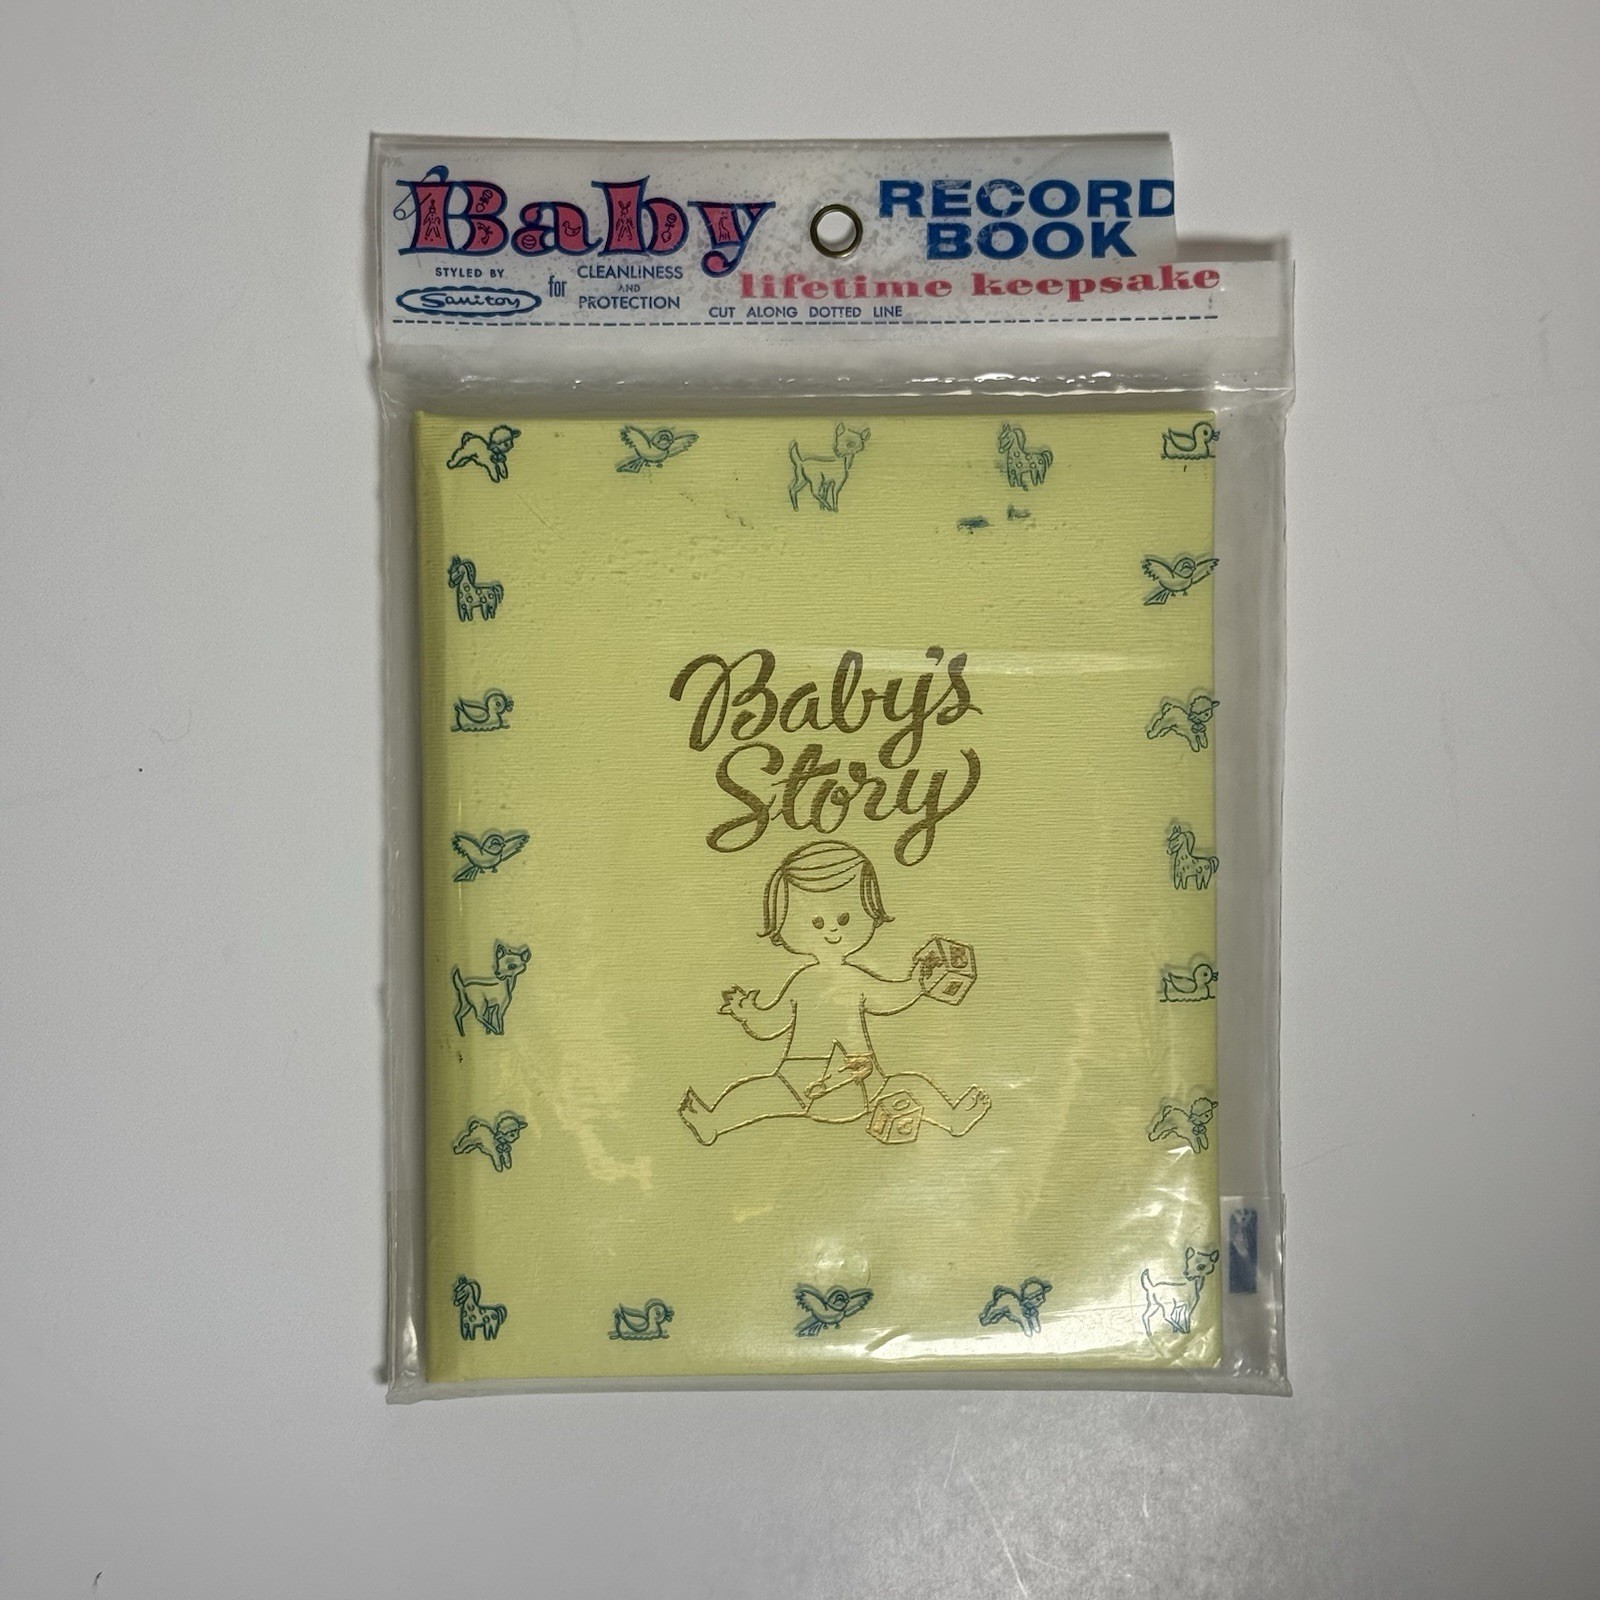 Baby
RECORD
BOOK
lifetime keepsake
STYLED BY
Sanitoy
for
CLEANLINESS
AND
PROTECTION
CUT ALONG DOTTED LINE
Baby's
Story